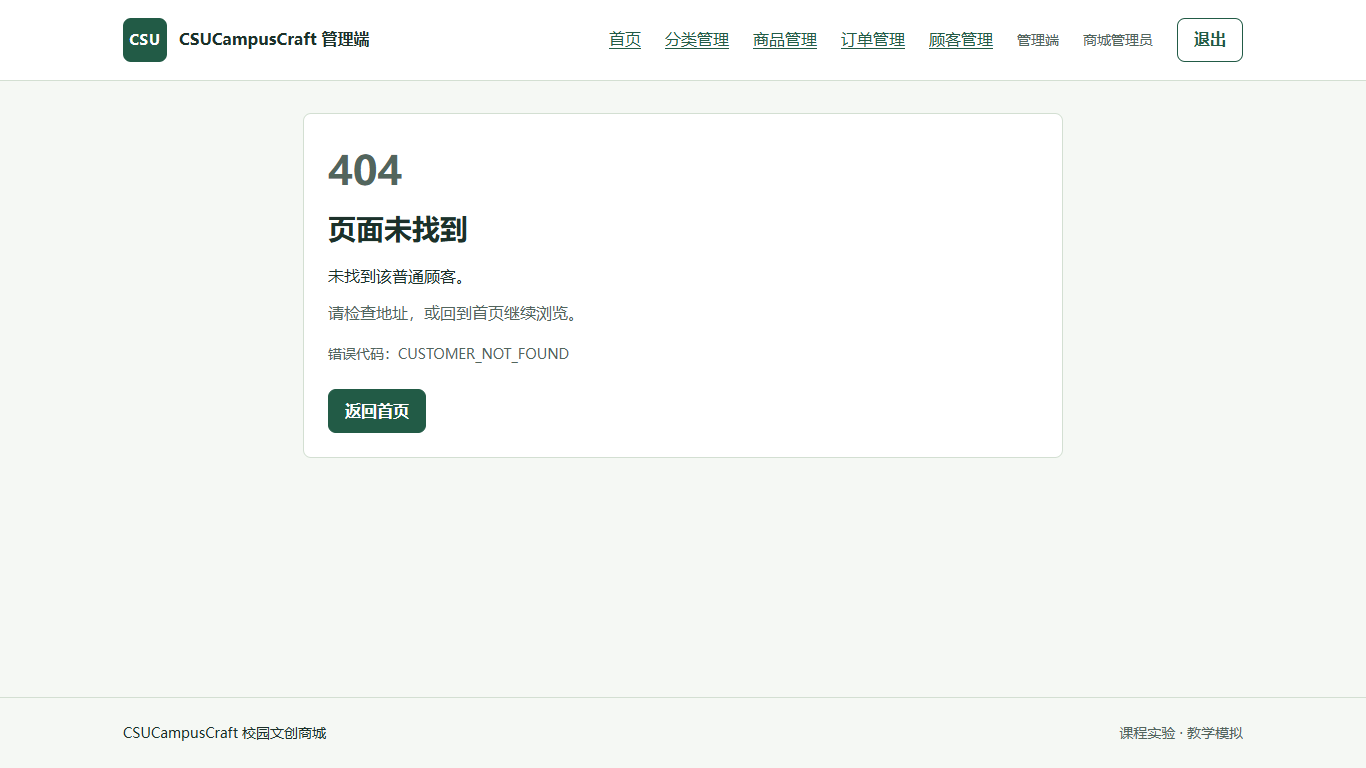 CSU CSUCampusCraft 管理端 首页 分类管理 商品管理 订单管理 顾客管理 管理端 商城管理员 退出
404
页面未找到
未找到该普通顾客。
请检查地址，或回到首页继续浏览。
错误代码：CUSTOMER_NOT_FOUND
返回首页
CSUCampusCraft 校园文创商城 课程实验 · 教学模拟